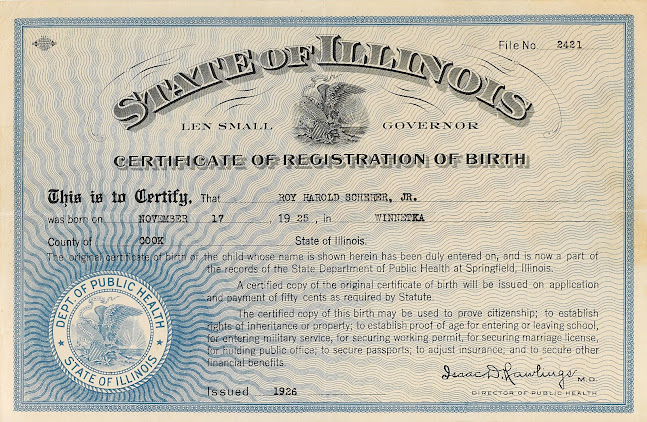 File No. 2421
STATE OF ILLINOIS
LEN SMALL GOVERNOR
CERTIFICATE OF REGISTRATION OF BIRTH
This is to Certify, That ROY HAROLD SCHERER, JR.
was born on NOVEMBER 17, 1925, in WINNETKA
County of COOK State of Illinois.
The original certificate of birth of the child whose name is shown herein has been duly entered on, and is now a part of
the records of the State Department of Public Health at Springfield, Illinois.
A certified copy of the original certificate of birth will be issued on application
and payment of fifty cents as required by Statute.
The certified copy of this birth may be used to prove citizenship; to establish
rights of inheritance or property; to establish proof of age for entering or leaving school,
for entering military service, for securing working permit, for securing marriage license,
for holding public office; to secure passports; to adjust insurance; and to secure other
financial benefits
DEPT OF PUBLIC HEALTH
STATE OF ILLINOIS
Isaac D. Rawlings M.D.
DIRECTOR OF PUBLIC HEALTH
Issued 1926